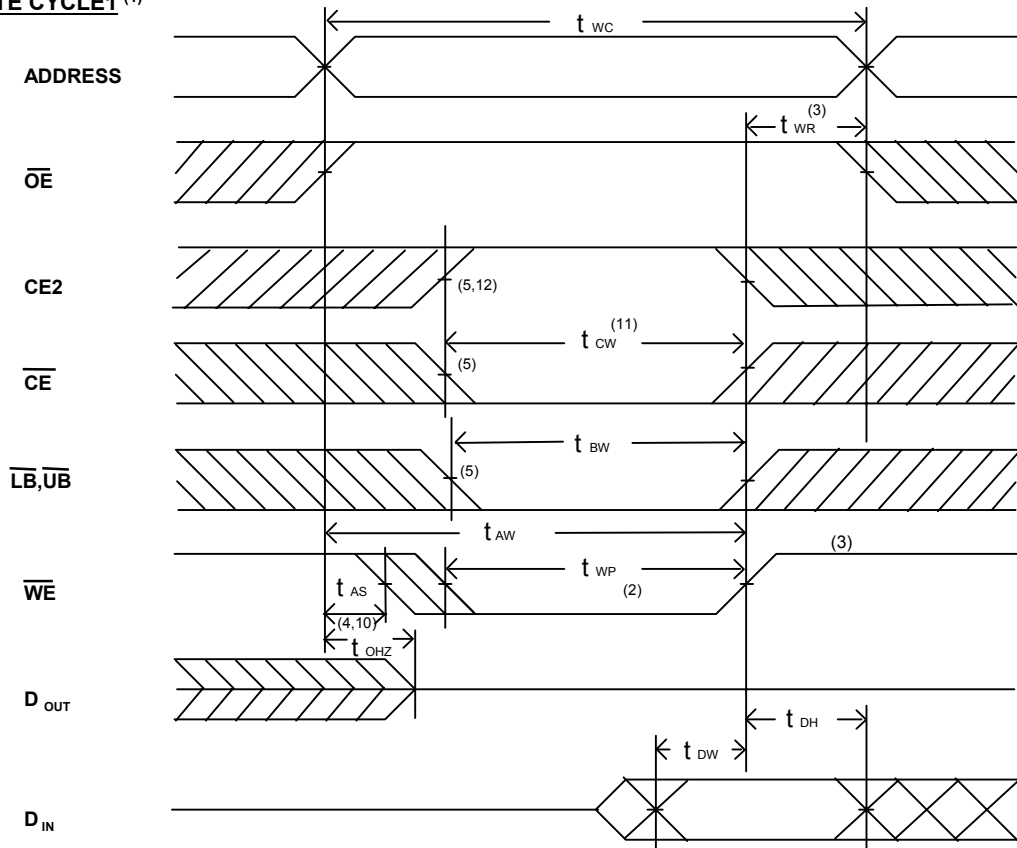 TE CYCLE1 (1)
t WC
ADDRESS
t WR (3)
OE
CE2
(5,12)
t CW (11)
CE
(5)
t BW
LB,UB
(5)
t AW
(3)
WE
t AS
t WP
(2)
(4,10)
t OHZ
D OUT
t DH
t DW
D IN